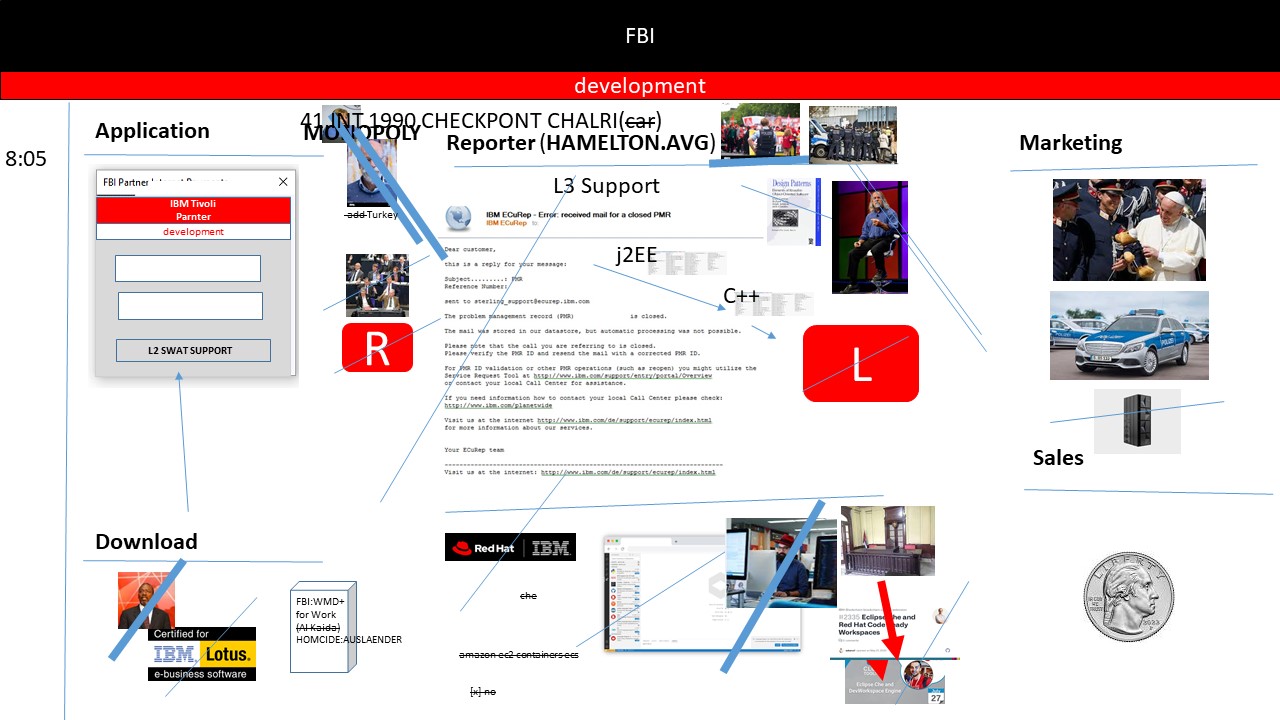 FBI
development
8:05
Application
41 INT 1990 CHECKPONT CHALRI(car)
MONOPOLY
Reporter (HAMELTON.AVG)
Marketing
FBI Partner
IBM Tivoli
Parnter
development
L2 SWAT SUPPORT
add Turkey
R
L3 Support
IBM ECuRep - Error: received mail for a closed PMR
IBM ECuRep to
Dear customer,
this is a reply for your message:
Subject........: PMR
Reference Number:
sent to sterling_support@ecurep.ibm.com
The problem management record (PMR) is closed.
The mail was stored in our datastore, but automatic processing was not possible.
Please note that the call you are referring to is closed.
Please verify the PMR ID and resend the mail with a corrected PMR ID.
For PMR ID validation or other PMR operations (such as reopen) you might utilize the
Service Request Tool at http://www.ibm.com/support/entry/portal/Overview
or contact your local Call Center for assistance.
If you need information how to contact your local Call Center please check:
http://www.ibm.com/planetwide
Visit us at the internet http://www.ibm.com/de/support/ecurep/index.html
for more information about our services.
Your ECuRep team
Visit us at the internet: http://www.ibm.com/de/support/ecurep/index.html
j2EE
C++
Design Patterns
L
POLIZEI
Sales
Download
Certified for
IBM Lotus.
e-business software
FBI:WMD+
for Work
(Al Kaida)
HOMCIDE:AUSLAENDER
Red Hat IBM
che
amazon ec2 containers ecs
[x] no
#2335 Eclipse Che and
Red Hat CodeReady
Workspaces
Eclipse Che and
DevWorkspace Engine
July
27
LIBERTY
IN GOD
WE
TRUST
2023